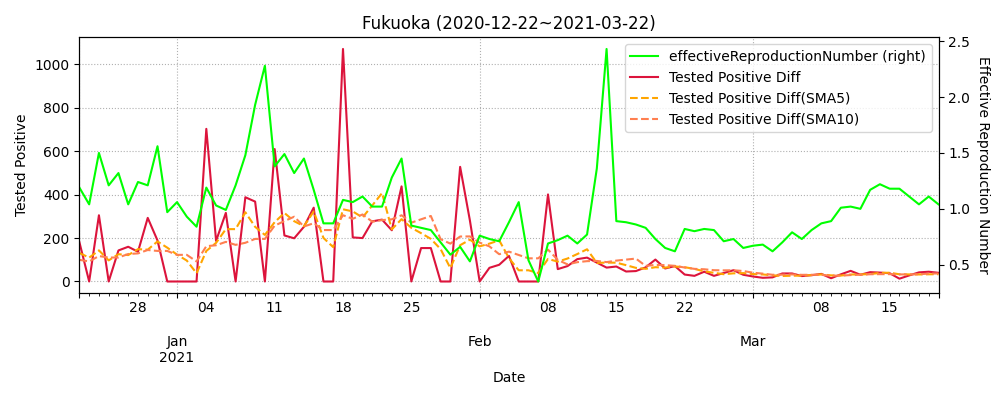 Fukuoka (2020-12-22~2021-03-22)
effectiveReproductionNumber (right)
Tested Positive Diff
Tested Positive Diff(SMA5)
Tested Positive Diff(SMA10)
Tested Positive
1000
800
600
400
200
0
Effective Reproduction Number
2.5
2.0
1.5
1.0
0.5
28 04 11 18 25 08 15 22 08 15
Jan Feb Mar
2021
Date